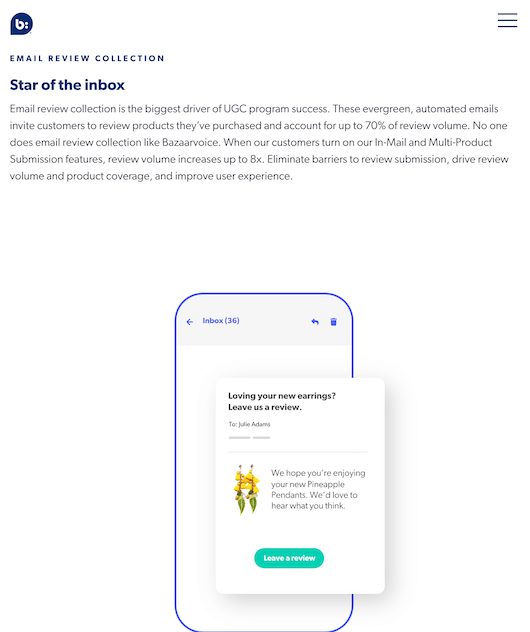 b:
EMAIL REVIEW COLLECTION
Star of the inbox
Email review collection is the biggest driver of UGC program success. These evergreen, automated emails
invite customers to review products they've purchased and account for up to 70% of review volume. No one
does email review collection like Bazaarvoice. When our customers turn on our In-Mail and Multi-Product
Submission features, review volume increases up to 8x. Eliminate barriers to review submission, drive review
volume and product coverage, and improve user experience.
Inbox (36)
Loving your new earrings?
Leave us a review.
To: Julie Adams
We hope you're enjoying
your new Pineapple
Pendants. We'd love to
hear what you think.
Leave a review